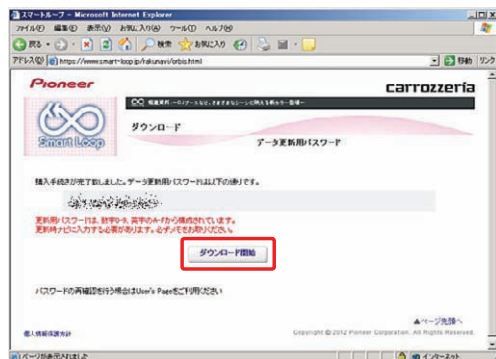 スマートループ - Microsoft Internet Explorer
ファイル(F) 編集(E) 表示(V) お気に入り(A) ツール(T) ヘルプ(H)
戻る 検索 お気に入り
アドレス(D) https://www.smart-loop.jp/rakunavi/orbis.html 移動 リンク
Pioneer carrozzeria
Smart Loop
ダウンロード
データ更新用パスワード
購入手続きが完了致しました。データ更新用パスワードは以下の通りです。
更新用パスワードは、数字0-9、英字のA-Fから構成されています。
更新時ナビに入力する必要があります。必ずメモをお取りください。
ダウンロード開始
パスワードの再確認を行う場合はUser's Pageをご利用ください
▲ページ先頭へ
個人情報保護方針 Copyright © 2012 Pioneer Corporation. All Rights Reserved.
ページが表示されました インターネット